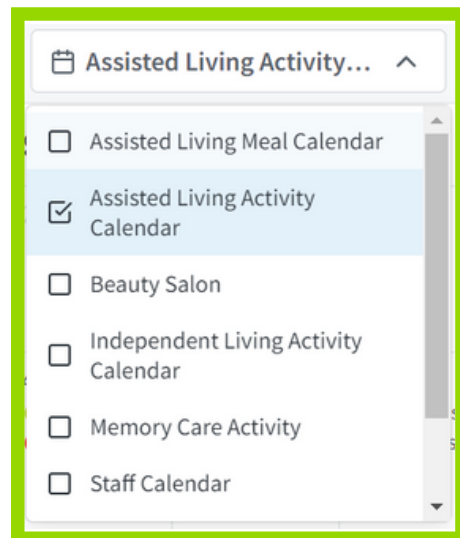 Assisted Living Activity...
Assisted Living Meal Calendar
Assisted Living Activity
Calendar
Beauty Salon
Independent Living Activity
Calendar
Memory Care Activity
Staff Calendar